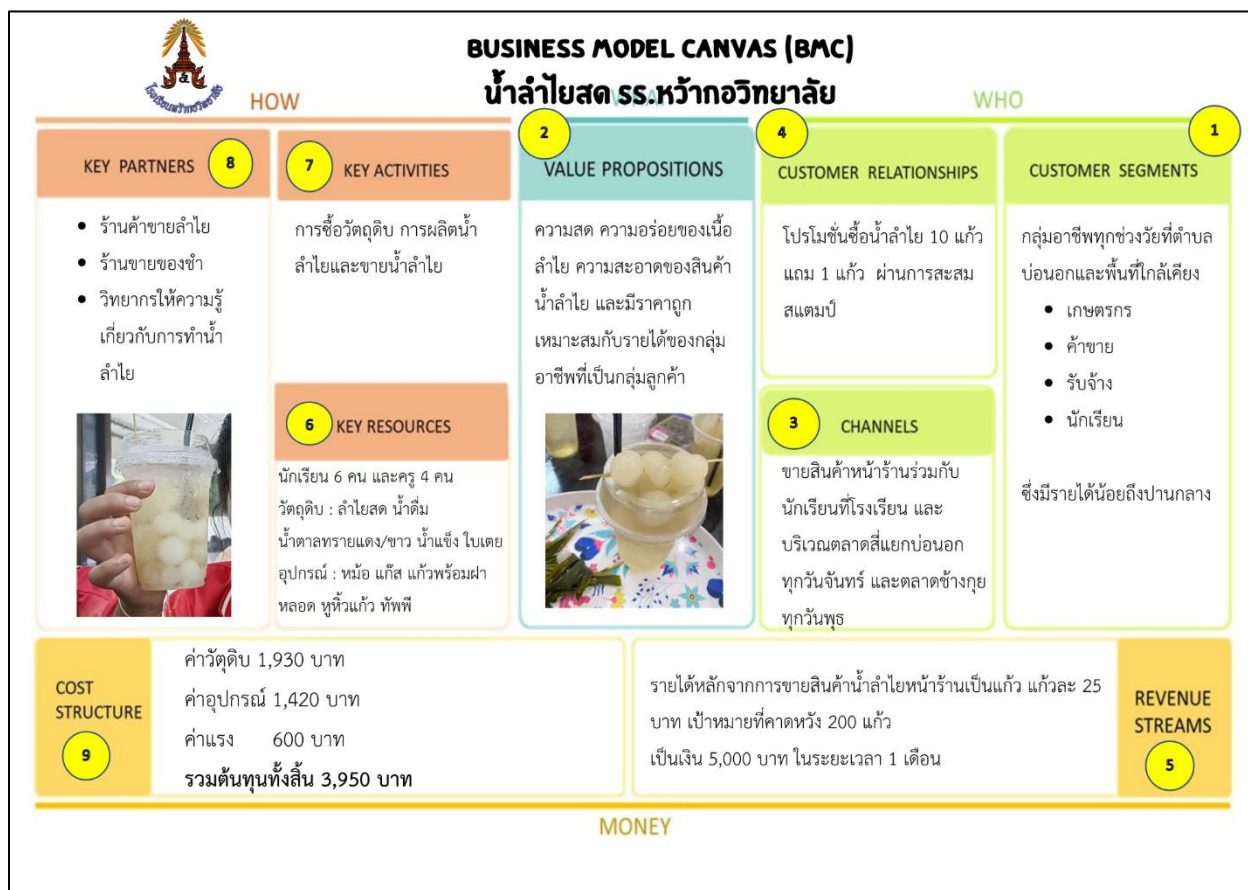 BUSINESS MODEL CANVAS (BMC)
น้ำลำไยสด รร.หว้ากอวิทยาลัย
โรงเรียนหว้ากอวิทยาลัย
HOW
WHO
KEY PARTNERS
8
ร้านค้าขายลำไย
ร้านขายของชำ
วิทยากรให้ความรู้
เกี่ยวกับการทำน้ำ
ลำไย
7
KEY ACTIVITIES
การซื้อวัตถุดิบ การผลิตน้ำ
ลำไยและขายน้ำลำไย
6
KEY RESOURCES
นักเรียน 6 คน และครู 4 คน
วัตถุดิบ : ลำไยสด น้ำดื่ม
น้ำตาลทรายแดง/ขาว น้ำแข็ง ใบเตย
อุปกรณ์ : หม้อ แก๊ส แก้วพร้อมฝา
หลอด หูหิ้วแก้ว ทัพพี
2
VALUE PROPOSITIONS
ความสด ความอร่อยของเนื้อ
ลำไย ความสะอาดของสินค้า
น้ำลำไย และมีราคาถูก
เหมาะสมกับรายได้ของกลุ่ม
อาชีพที่เป็นกลุ่มลูกค้า
4
CUSTOMER RELATIONSHIPS
โปรโมชั่นซื้อน้ำลำไย 10 แก้ว
แถม 1 แก้ว ผ่านการสะสม
สแตมป์
3
CHANNELS
ขายสินค้าหน้าร้านร่วมกับ
นักเรียนที่โรงเรียน และ
บริเวณตลาดสี่แยกบ่อนอก
ทุกวันจันทร์ และตลาดช้างกุย
ทุกวันพุธ
1
CUSTOMER SEGMENTS
กลุ่มอาชีพทุกช่วงวัยที่ตำบล
บ่อนอกและพื้นที่ใกล้เคียง
เกษตรกร
ค้าขาย
รับจ้าง
นักเรียน
ซึ่งมีรายได้น้อยถึงปานกลาง
COST
STRUCTURE
9
ค่าวัตุดิบ 1,930 บาท
ค่าอุปกรณ์ 1,420 บาท
ค่าแรง 600 บาท
รวมต้นทุนทั้งสิ้น 3,950 บาท
รายได้หลักจากการขายสินค้าน้ำลำไยหน้าร้านเป็นแก้ว แก้วละ 25
บาท เป้าหมายที่คาดหวัง 200 แก้ว
เป็นเงิน 5,000 บาท ในระยะเวลา 1 เดือน
REVENUE
STREAMS
5
MONEY